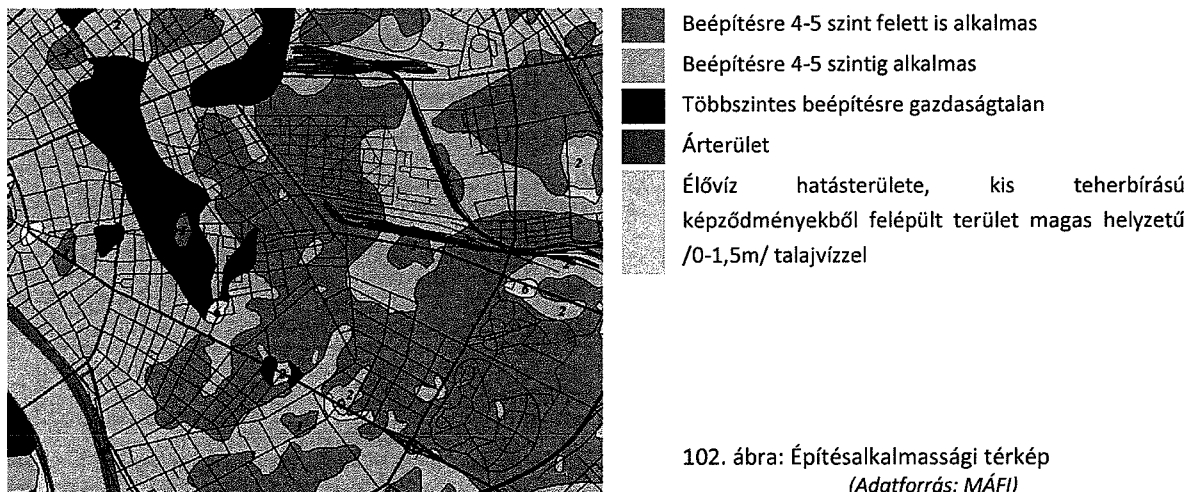 Beépítésre 4-5 szint felett is alkalmas
Beépítésre 4-5 szintig alkalmas
Többszintes beépítésre gazdaságtalan
Árterület
Élővíz hatásterülete, kis teherbírású
képződményekből felépült terület magas helyzetű
/0-1,5m/ talajvízzel
102. ábra: Építésalkalmassági térkép
(Adatforrás: MÁFI)